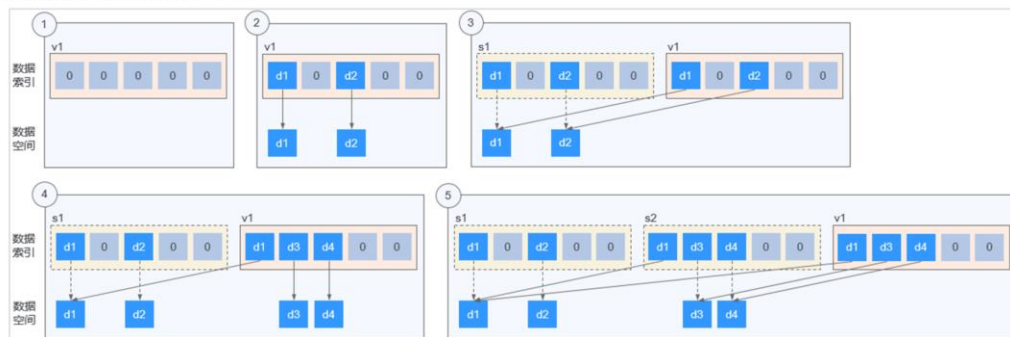 1
v1
数据
索引
0 0 0 0 0
数据
空间
2
v1
d1 0 d2 0 0
d1 d2
3
s1 v1
d1 0 d2 0 0 d1 0 d2 0 0
d1 d2
4
s1 v1
数据
索引
d1 0 d2 0 0 d1 d3 d4 0 0
数据
空间
d1 d2 d3 d4
5
s1 s2 v1
d1 0 d2 0 0 d1 d3 d4 0 0 d1 d3 d4 0 0
d1 d2 d3 d4